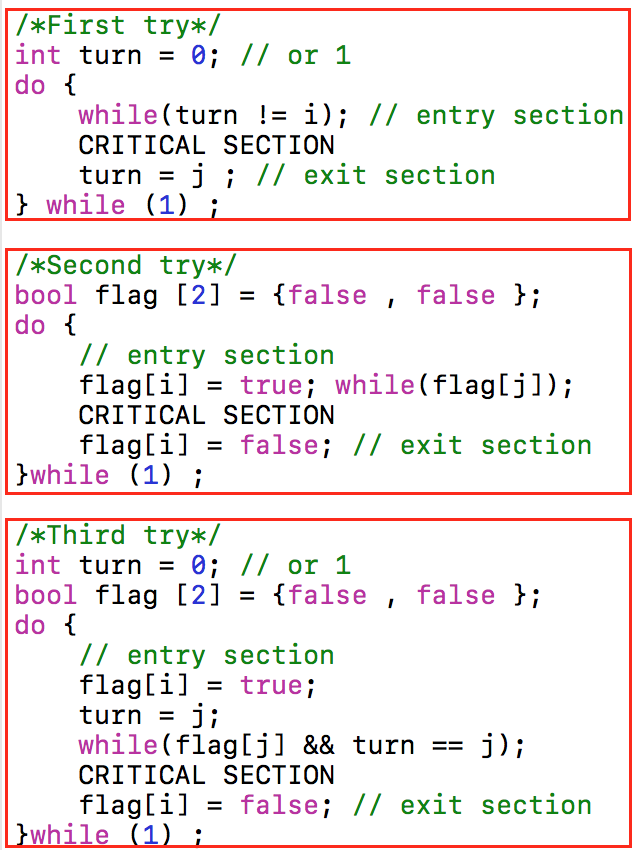 /*First try*/
int turn = 0; // or 1
do {
while(turn != i); // entry section
CRITICAL SECTION
turn = j ; // exit section
} while (1) ;
/*Second try*/
bool flag [2] = {false , false };
do {
// entry section
flag[i] = true; while(flag[j]);
CRITICAL SECTION
flag[i] = false; // exit section
}while (1) ;
/*Third try*/
int turn = 0; // or 1
bool flag [2] = {false , false };
do {
// entry section
flag[i] = true;
turn = j;
while(flag[j] && turn == j);
CRITICAL SECTION
flag[i] = false; // exit section
}while (1) ;